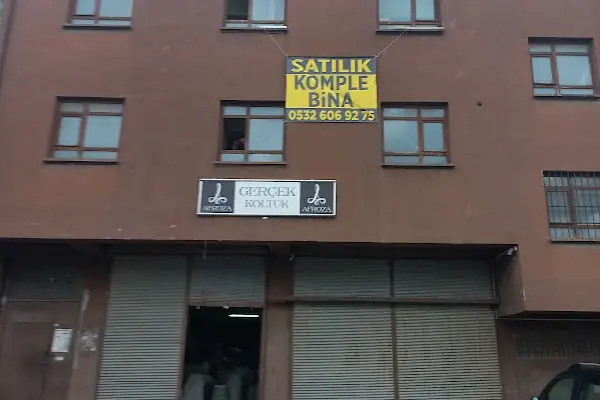 SATILIK
KOMPLE
BİNA
0532 606 92 75
AFROZA
GERÇEK
KOLTUK
AFROZA